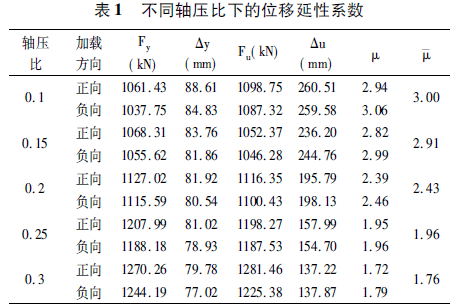 表 1 不同轴压比下的位移延性系数
轴压比 加载方向 Fy (kN) Δy (mm) Fu(kN) Δu (mm) μ μ̄
0.1 正向 1061.43 88.61 1098.75 260.51 2.94 3.00
负向 1037.75 84.83 1087.32 259.58 3.06
0.15 正向 1068.31 83.76 1052.37 236.20 2.82 2.91
负向 1055.62 81.86 1046.28 244.76 2.99
0.2 正向 1127.02 81.92 1116.35 195.79 2.39 2.43
负向 1115.59 80.54 1100.43 198.13 2.46
0.25 正向 1207.99 81.02 1198.27 157.99 1.95 1.96
负向 1188.18 78.93 1187.53 154.70 1.96
0.3 正向 1270.26 79.78 1281.46 137.22 1.72 1.76
负向 1244.19 77.02 1225.38 137.87 1.79